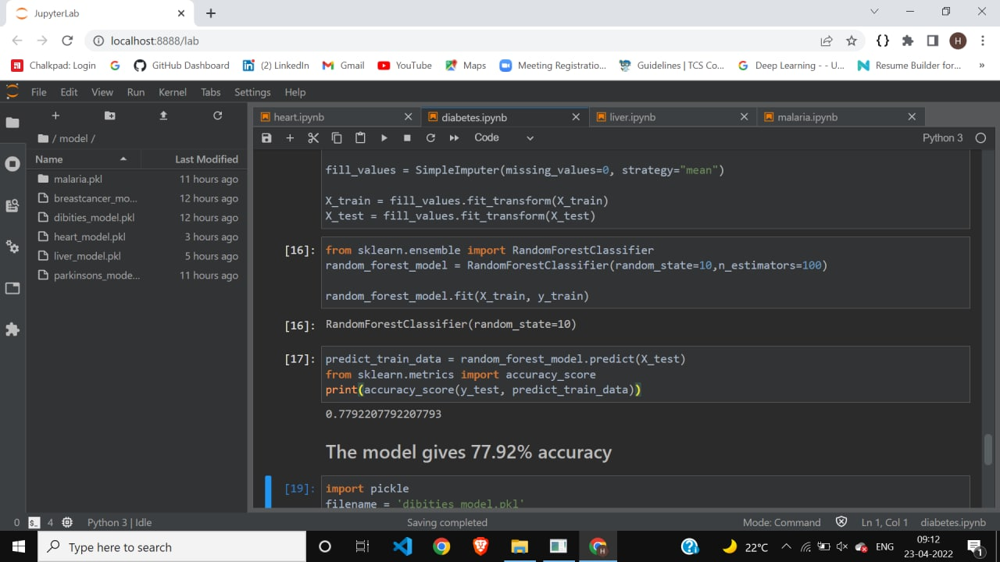 JupyterLab
localhost:8888/lab
H
Chalkpad: Login
GitHub Dashboard
(2) LinkedIn
Gmail
YouTube
Maps
Meeting Registratio...
Guidelines | TCS Co...
Deep Learning - - U...
Resume Builder for...
»
File Edit View Run Kernel Tabs Settings Help
heart.ipynb
diabetes.ipynb
liver.ipynb
malaria.ipynb
Code
Python 3
/ model /
Name Last Modified
malaria.pkl 11 hours ago
breastcancer_mo... 12 hours ago
dibities_model.pkl 12 hours ago
heart_model.pkl 3 hours ago
liver_model.pkl 5 hours ago
parkinsons_mode... 11 hours ago
fill_values = SimpleImputer(missing_values=0, strategy="mean")
X_train = fill_values.fit_transform(X_train)
X_test = fill_values.fit_transform(X_test)
[16]: from sklearn.ensemble import RandomForestClassifier
random_forest_model = RandomForestClassifier(random_state=10,n_estimators=100)
random_forest_model.fit(X_train, y_train)
[16]: RandomForestClassifier(random_state=10)
[17]: predict_train_data = random_forest_model.predict(X_test)
from sklearn.metrics import accuracy_score
print(accuracy_score(y_test, predict_train_data))
0.7792207792207793
The model gives 77.92% accuracy
[19]: import pickle
filename = 'dibities_model.pkl'
0 $_ 4 Python 3 | Idle Saving completed Mode: Command Ln 1, Col 1 diabetes.ipynb
Type here to search
22°C
ENG
09:12
23-04-2022
1